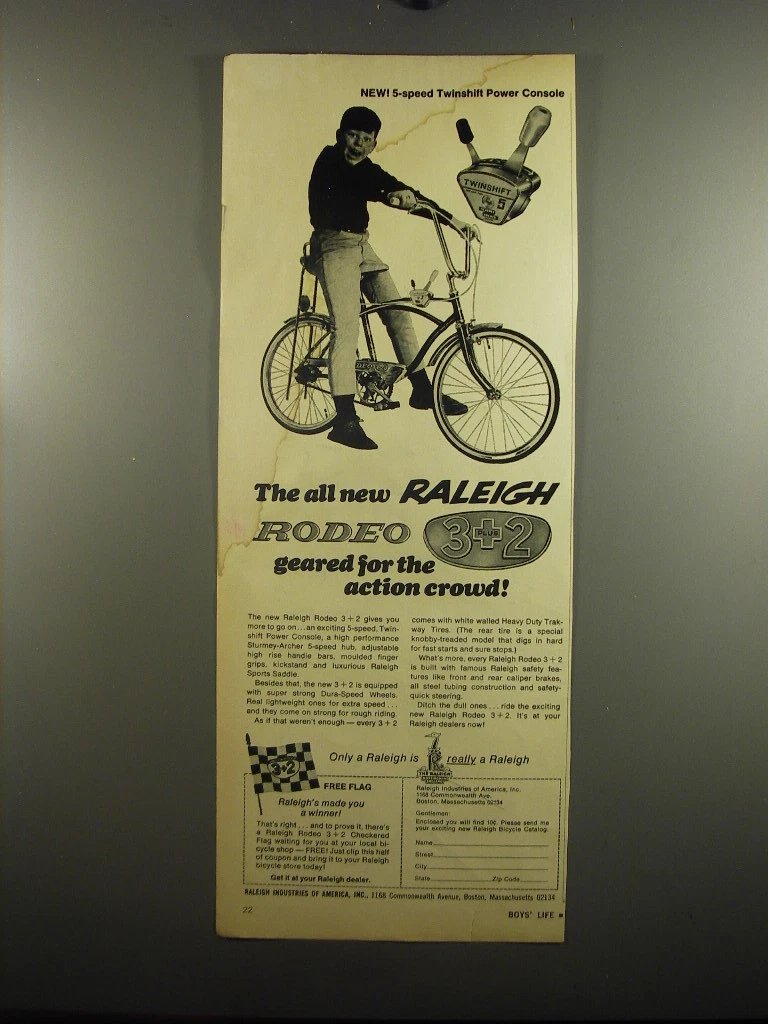 NEW! 5-speed Twinshift Power Console
TWINSHIFT
5
The all new RALEIGH
RODEO 3 PLUS 2
geared for the
action crowd!
The new Raleigh Rodeo 3 + 2 gives you
more to go on...an exciting 5-speed, Twin-
shift Power Console, a high performance
Sturmey-Archer 5-speed hub, adjustable
high rise handle bars, moulded finger
grips, kickstand and luxurious Raleigh
Sports Saddle.
Besides that, the new 3 + 2 is equipped
with super strong Dura-Speed Wheels.
Real lightweight ones for extra speed...
and they come on strong for rough riding.
As if that weren't enough — every 3 + 2
comes with white walled Heavy Duty Trak-
way Tires. (The rear tire is a special
knobby-treaded model that digs in hard
for fast starts and sure stops.)
What's more, every Raleigh Rodeo 3 + 2
is built with famous Raleigh safety fea-
tures like front and rear caliper brakes,
all steel tubing construction and safety-
quick steering.
Ditch the dull ones...ride the exciting
new Raleigh Rodeo 3 + 2. It's at your
Raleigh dealers now!
Only a Raleigh is really a Raleigh
THE RALEIGH
3+2
FREE FLAG
Raleigh's made you
a winner!
That's right...and to prove it, there's
a Raleigh Rodeo 3 + 2 Checkered
Flag waiting for you at your local bi-
cycle shop — FREE! Just clip this half
of coupon and bring it to your Raleigh
bicycle store today!
Get it at your Raleigh dealer.
Raleigh Industries of America, Inc.
1168 Commonwealth Ave.
Boston, Massachusetts 02134
Gentlemen:
Enclosed you will find 10¢. Please send me
your exciting new Raleigh Bicycle Catalog.
Name
Street
City
State Zip Code
RALEIGH INDUSTRIES OF AMERICA, INC., 1168 Commonwealth Avenue, Boston, Massachusetts 02134
22
BOYS' LIFE